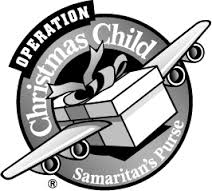 OPERATION
Christmas Child
Samaritan's Purse
®